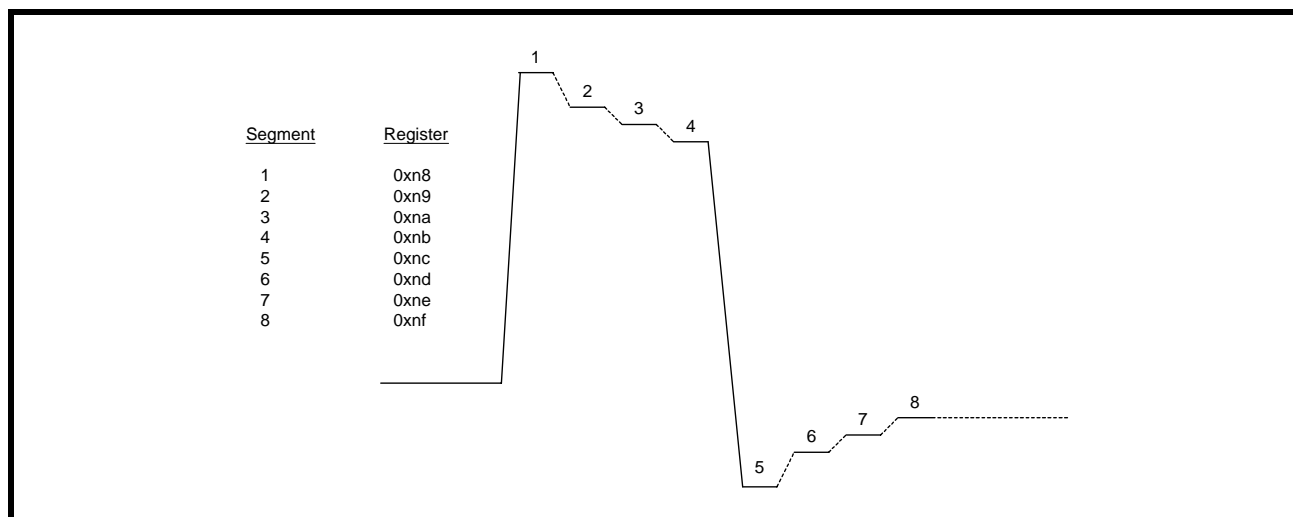 1
2
3
4
Segment Register
1 0xn8
2 0xn9
3 0xna
4 0xnb
5 0xnc
6 0xnd
7 0xne
8 0xnf
8
7
6
5